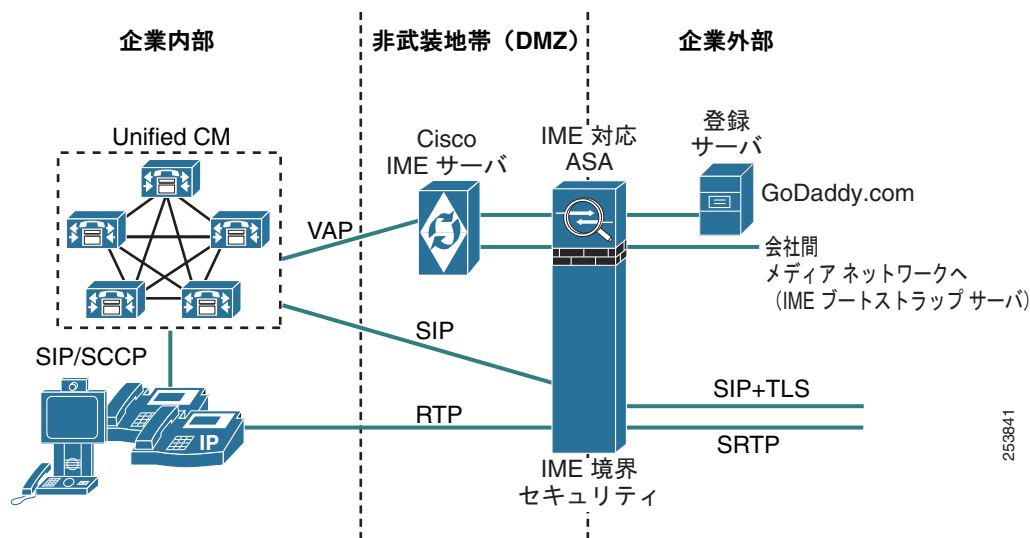 企業内部
非武装地帯（DMZ）
企業外部
Unified CM
Cisco
IME サーバ
IME 対応
ASA
登録
サーバ
GoDaddy.com
VAP
会社間
メディア ネットワークへ
（IME ブートストラップ サーバ）
SIP
SIP/SCCP
SIP+TLS
RTP
IP
SRTP
IME 境界
セキュリティ
253841